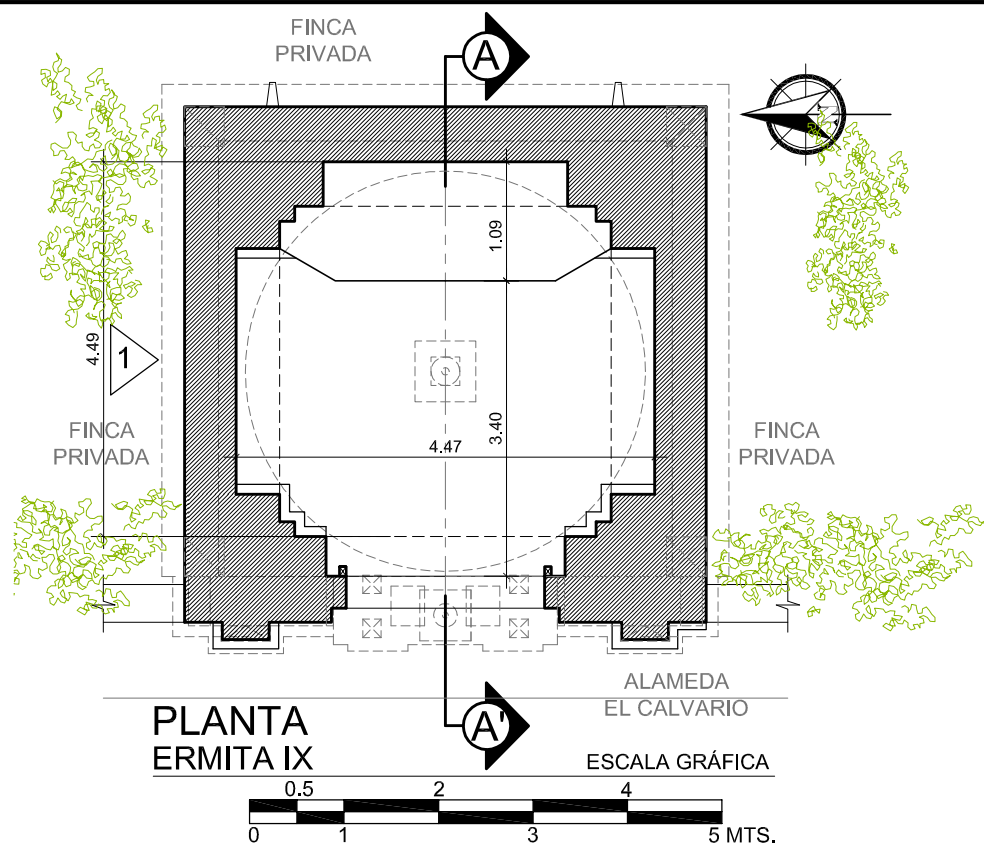 FINCA
PRIVADA
A
1.09
4.49
1
3.40
4.47
FINCA
PRIVADA
FINCA
PRIVADA
ALAMEDA
EL CALVARIO
A'
PLANTA
ERMITA IX
ESCALA GRÁFICA
0.5 2 4
0 1 3 5 MTS.